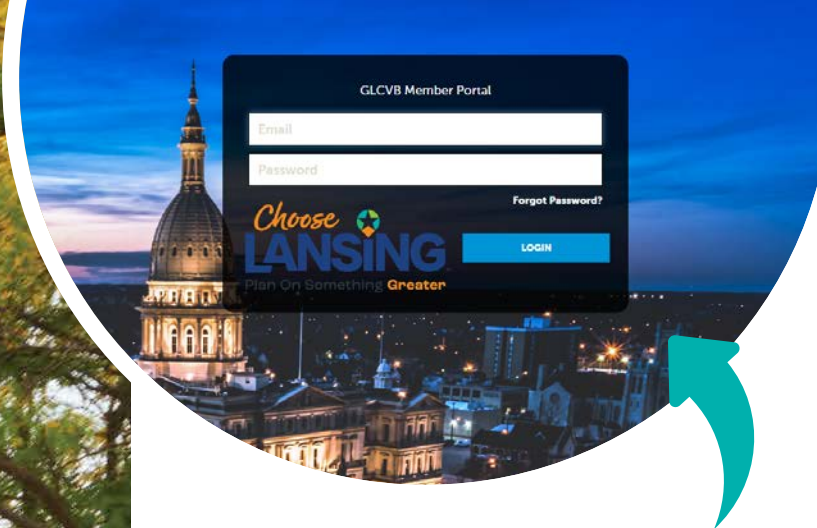 GLCVB Member Portal
Email
Password
Forgot Password?
Choose
LANSING
Plan On Something Greater
LOGIN